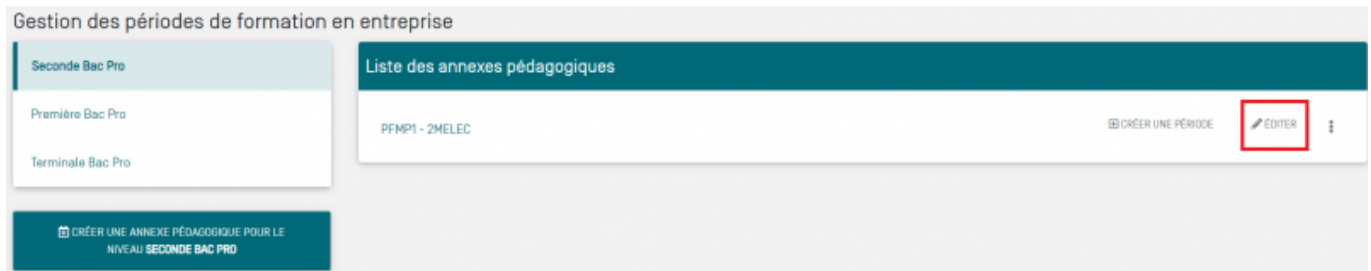 Gestion des périodes de formation en entreprise
Seconde Bac Pro
Première Bac Pro
Terminale Bac Pro
CRÉER UNE ANNEXE PÉDAGOGIQUE POUR LE
NIVEAU SECONDE BAC PRO
Liste des annexes pédagogiques
PFMP1 - 2MELEC
CRÉER UNE PÉRIODE
ÉDITER